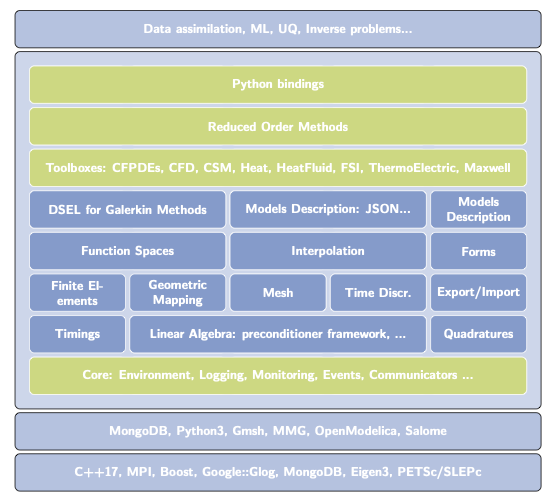 Data assimilation, ML, UQ, Inverse problems...
Python bindings
Reduced Order Methods
Toolboxes: CFPDEs, CFD, CSM, Heat, HeatFluid, FSI, ThermoElectric, Maxwell
DSEL for Galerkin Methods
Models Description: JSON...
Models
Description
Function Spaces
Interpolation
Forms
Finite El-
ements
Geometric
Mapping
Mesh
Time Discr.
Export/Import
Timings
Linear Algebra: preconditioner framework, ...
Quadratures
Core: Environment, Logging, Monitoring, Events, Communicators ...
MongoDB, Python3, Gmsh, MMG, OpenModelica, Salome
C++17, MPI, Boost, Google::Glog, MongoDB, Eigen3, PETSc/SLEPc